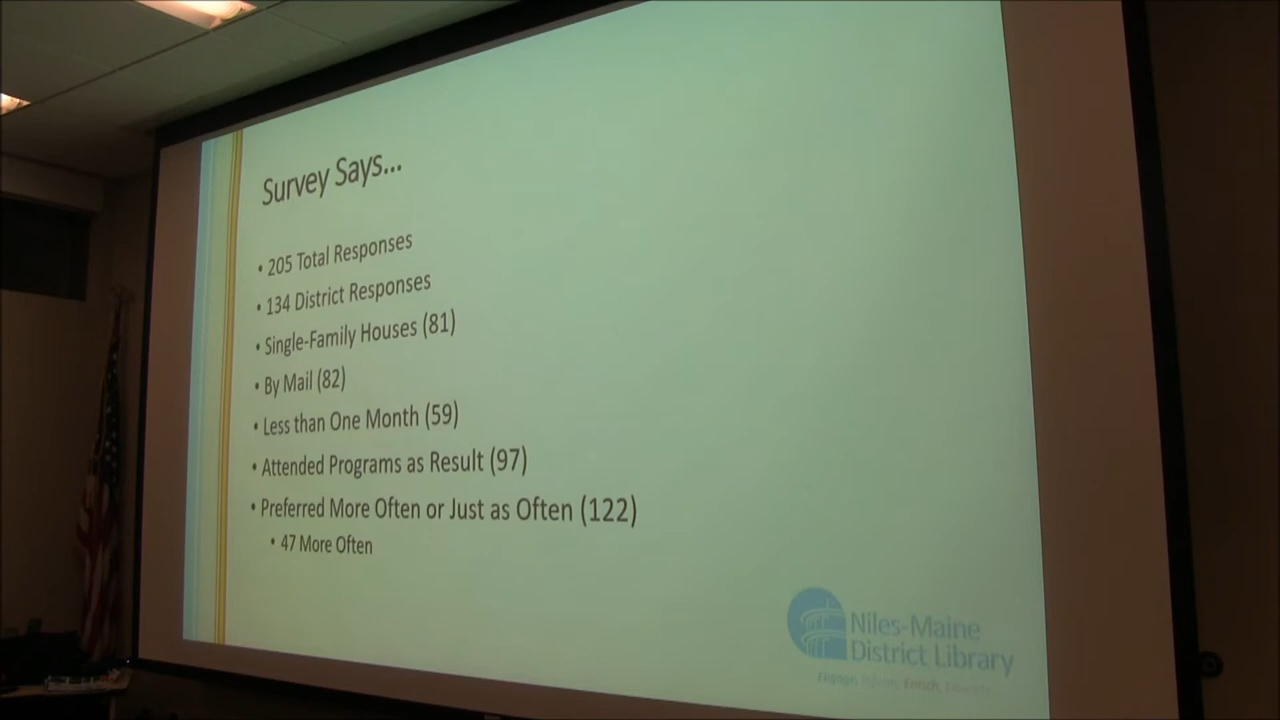 Survey Says...
• 205 Total Responses
• 134 District Responses
• Single-Family Houses (81)
• By Mail (82)
• Less than One Month (59)
• Attended Programs as Result (97)
• Preferred More Often or Just as Often (122)
• 47 More Often
Niles-Maine
District Library
Engage, Enrich,